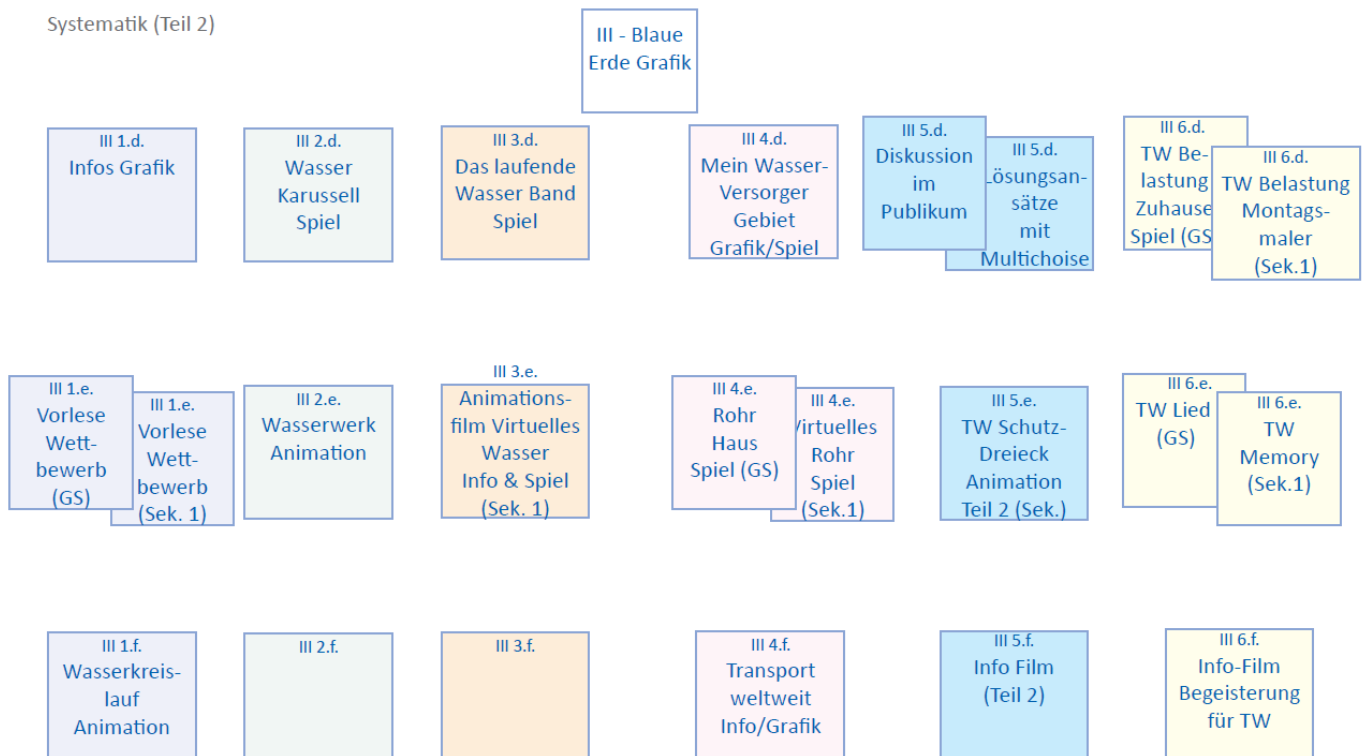 Systematik (Teil 2)
III - Blaue
Erde Grafik
III 1.d.
Infos Grafik
III 2.d.
Wasser
Karussell
Spiel
III 3.d.
Das laufende
Wasser Band
Spiel
III 4.d.
Mein Wasser-
Versorger
Gebiet
Grafik/Spiel
III 5.d.
Diskussion
im
Publikum
III 5.d.
Lösungsan-
sätze
mit
Multichoise
III 6.d.
TW Be-
lastung
Zuhause
Spiel (GS
III 6.d.
TW Belastung
Montags-
maler
(Sek.1)
III 1.e.
Vorlese
Wett-
bewerb
(GS)
III 1.e.
Vorlese
Wett-
bewerb
(Sek. 1)
III 2.e.
Wasserwerk
Animation
III 3.e.
Animations-
film Virtuelles
Wasser
Info & Spiel
(Sek. 1)
III 4.e.
Rohr
Haus
Spiel (GS)
III 4.e.
Virtuelles
Rohr
Spiel
(Sek.1)
III 5.e.
TW Schutz-
Dreieck
Animation
Teil 2 (Sek.)
III 6.e.
TW Lied
(GS)
III 6.e.
TW
Memory
(Sek.1)
III 1.f.
Wasserkreis-
lauf
Animation
III 2.f.
III 3.f.
III 4.f.
Transport
weltweit
Info/Grafik
III 5.f.
Info Film
(Teil 2)
III 6.f.
Info-Film
Begeisterung
für TW